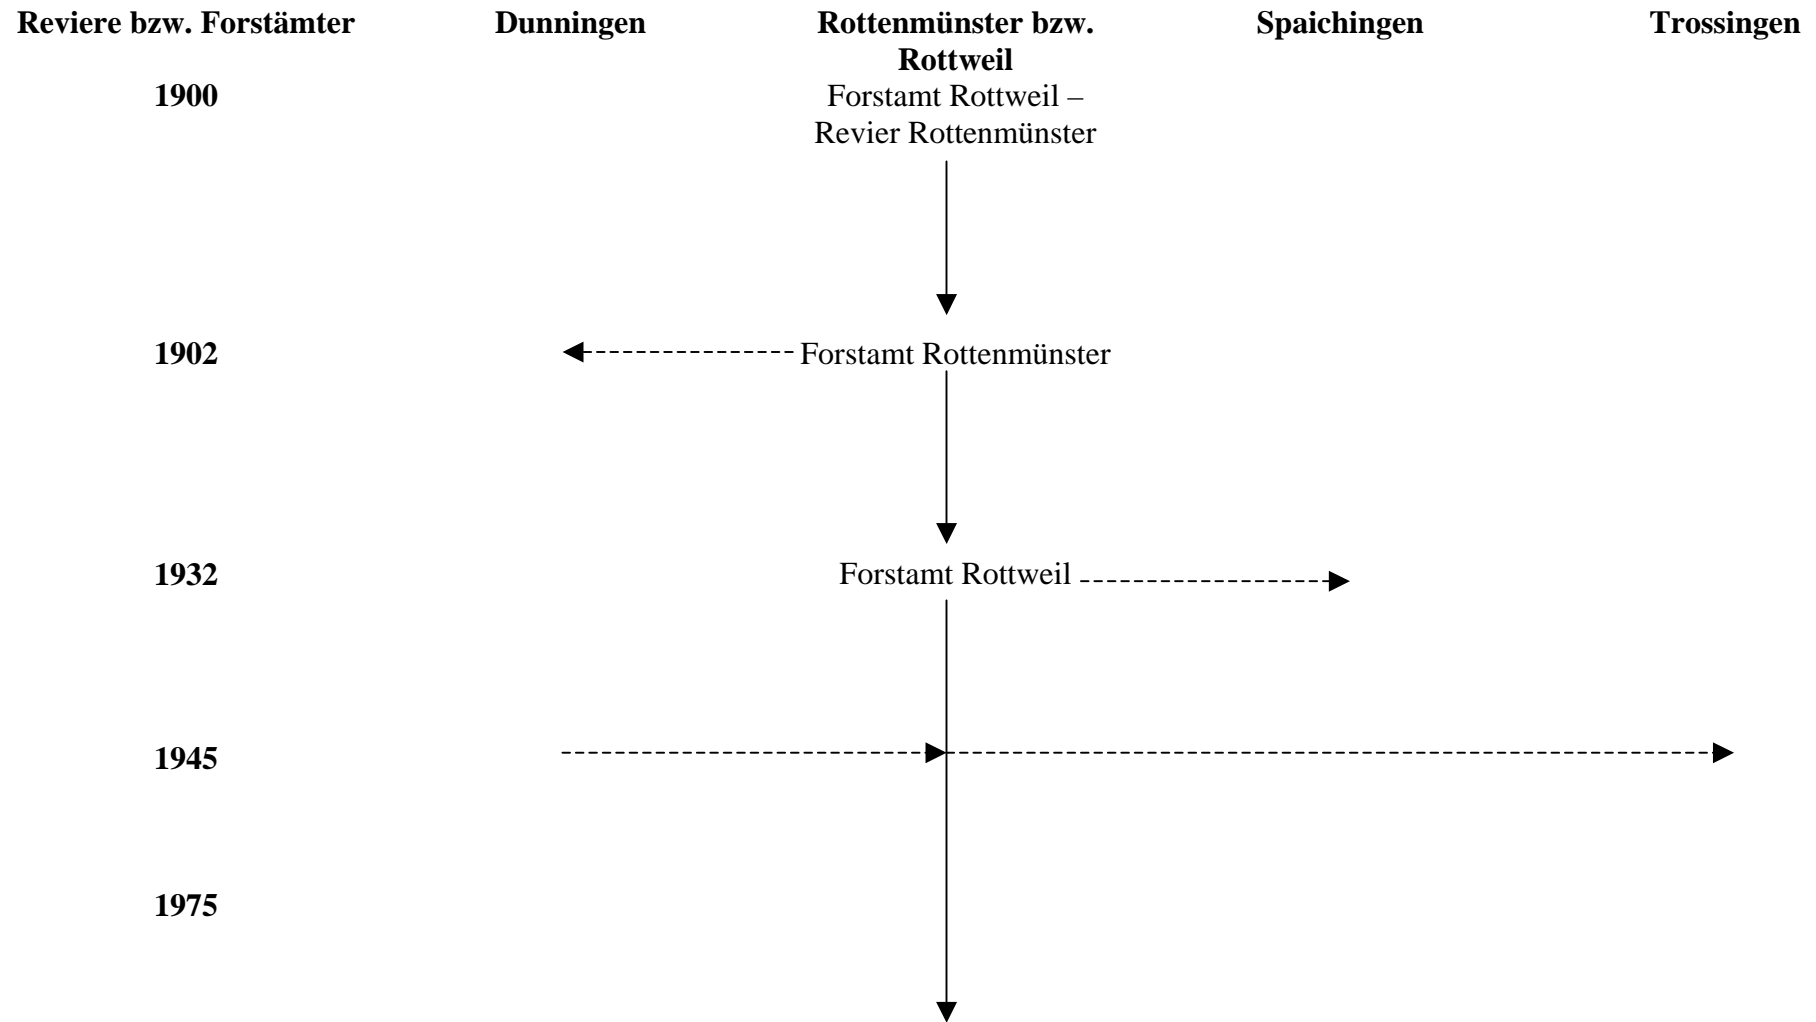 Reviere bzw. Forstämter Dunningen Rottenmünster bzw. Spaichingen Trossingen
Rottweil
1900 Forstamt Rottweil –
Revier Rottenmünster
1902 Forstamt Rottenmünster
1932 Forstamt Rottweil
1945
1975